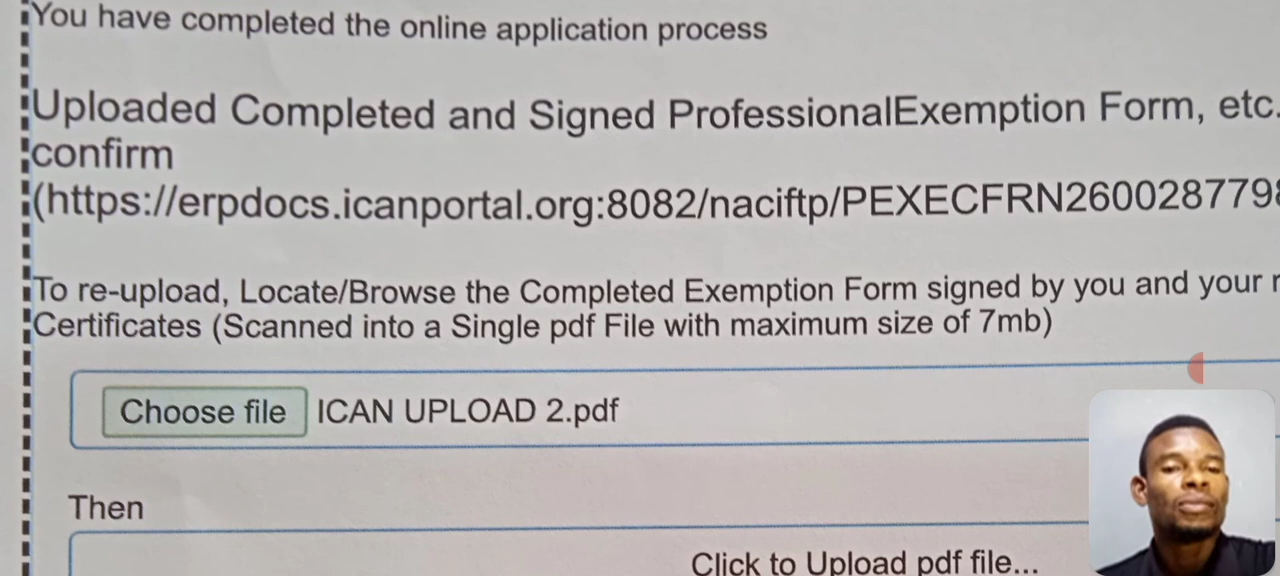 You have completed the online application process
Uploaded Completed and Signed ProfessionalExemption Form, etc.
confirm
(https://erpdocs.icanportal.org:8082/naciftp/PEXECFRN260028779
To re-upload, Locate/Browse the Completed Exemption Form signed by you and your
Certificates (Scanned into a Single pdf File with maximum size of 7mb)
Choose file ICAN UPLOAD 2.pdf
Then
Click to Upload pdf file...